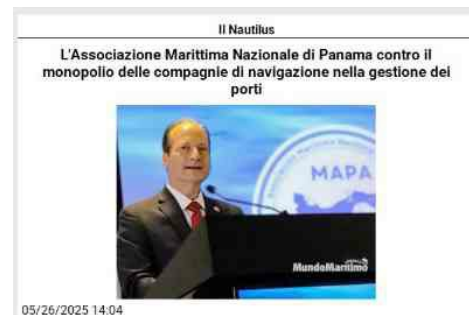 Il Nautilus
L'Associazione Marittima Nazionale di Panama contro il
monopolio delle compagnie di navigazione nella gestione dei
porti
MAPA
MundoMaritimo
05/26/2025 14:04